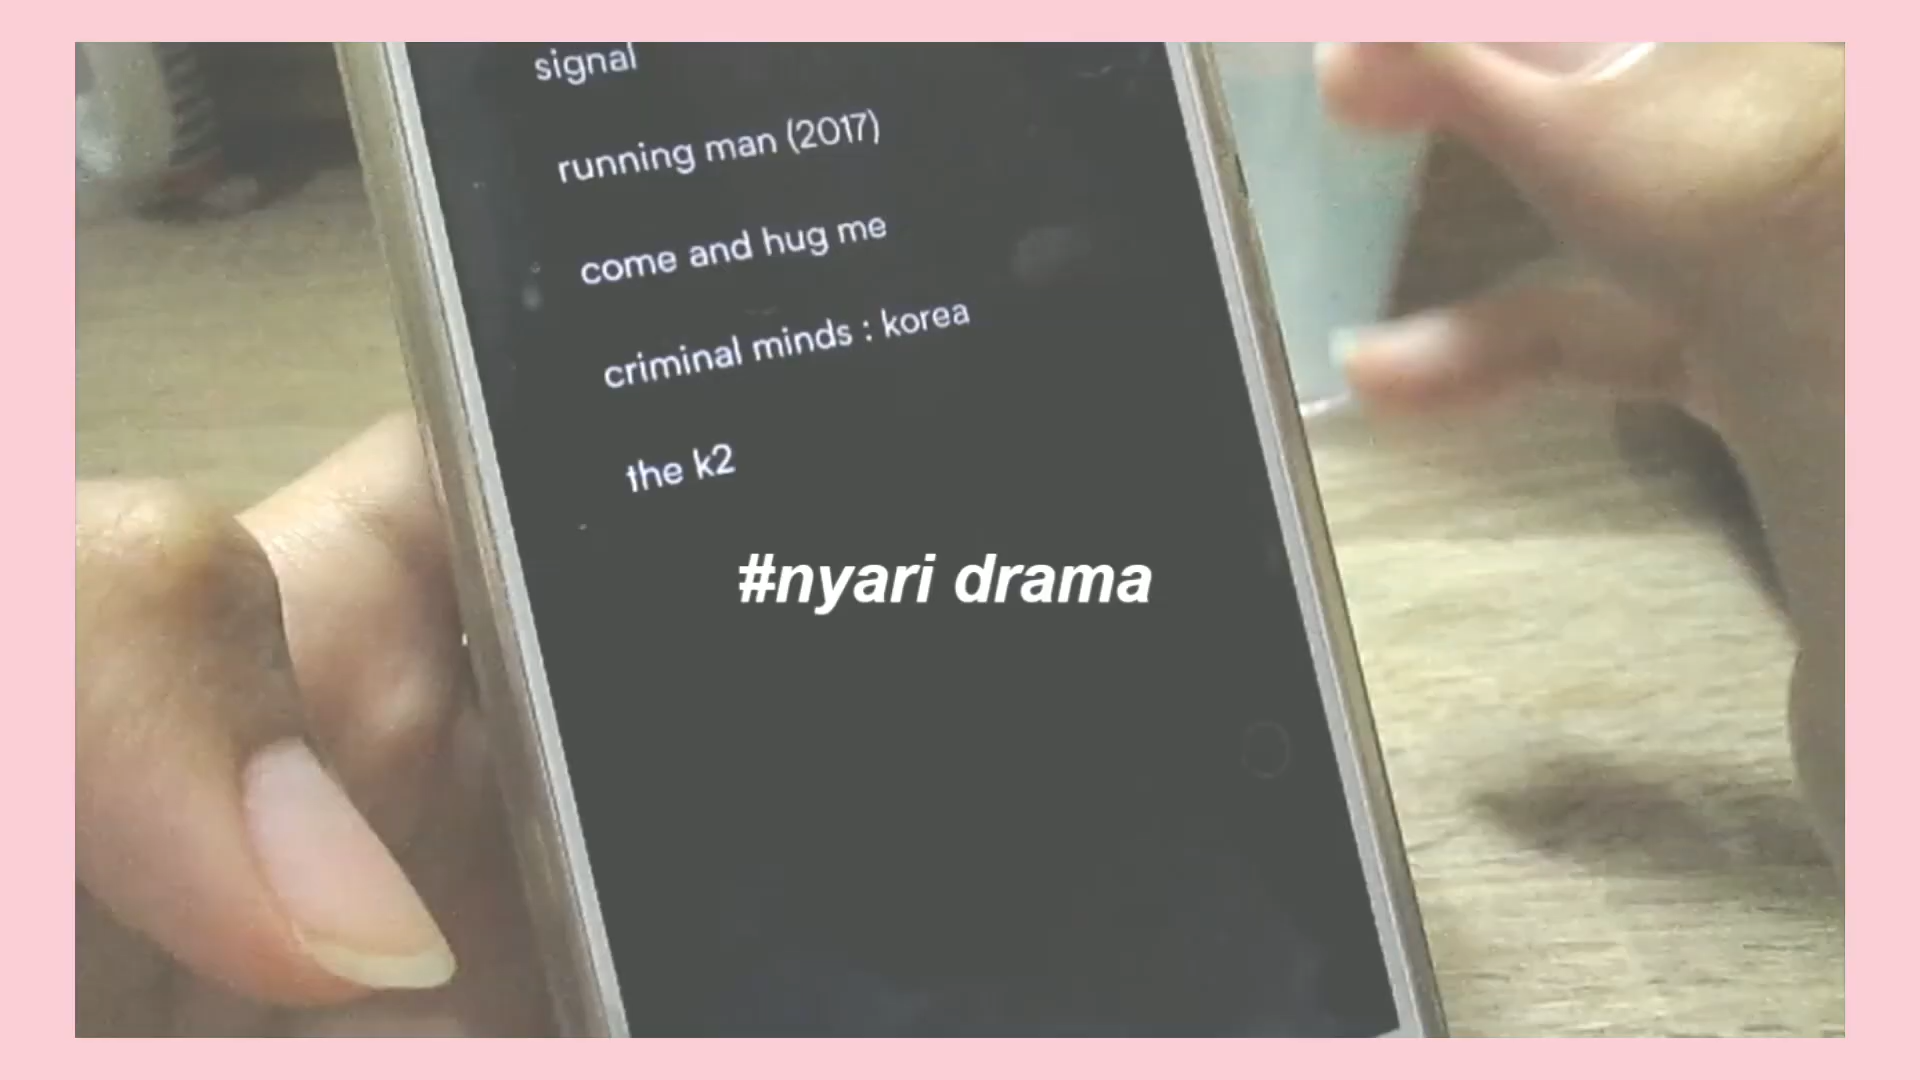 signal
running man (2017)
come and hug me
criminal minds : korea
the k2
#nyari drama